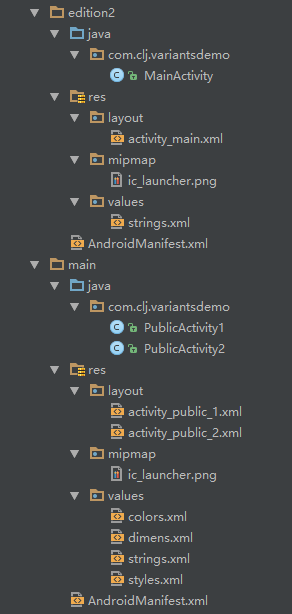 edition2
java
com.clj.variantsdemo
MainActivity
res
layout
activity_main.xml
mipmap
ic_launcher.png
values
strings.xml
AndroidManifest.xml
main
java
com.clj.variantsdemo
PublicActivity1
PublicActivity2
res
layout
activity_public_1.xml
activity_public_2.xml
mipmap
ic_launcher.png
values
colors.xml
dimens.xml
strings.xml
styles.xml
AndroidManifest.xml